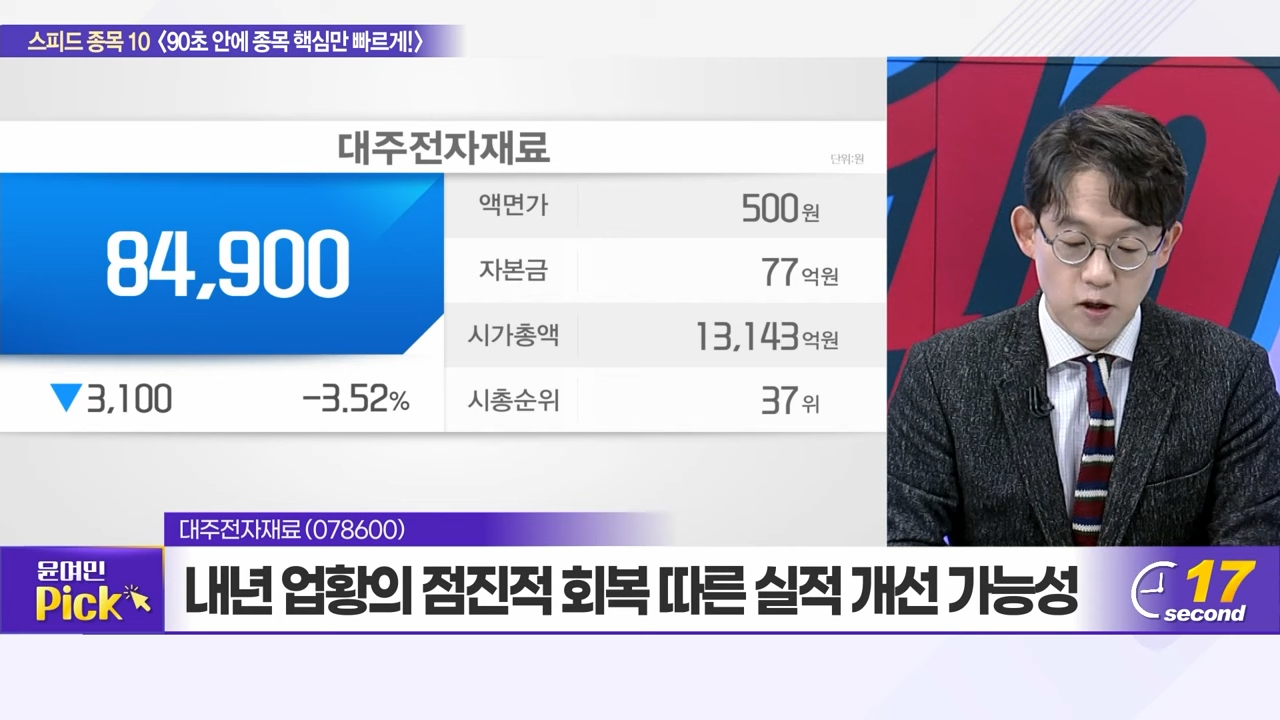 스피드 종목 10 〈90초 안에 종목 핵심만 빠르게!〉
대주전자재료
단위:원
84,900
▼3,100 -3.52%
액면가 500원
자본금 77억원
시가총액 13,143억원
시총순위 37위
대주전자재료 (078600)
윤여민
Pick
내년 업황의 점진적 회복 따른 실적 개선 가능성
17
second